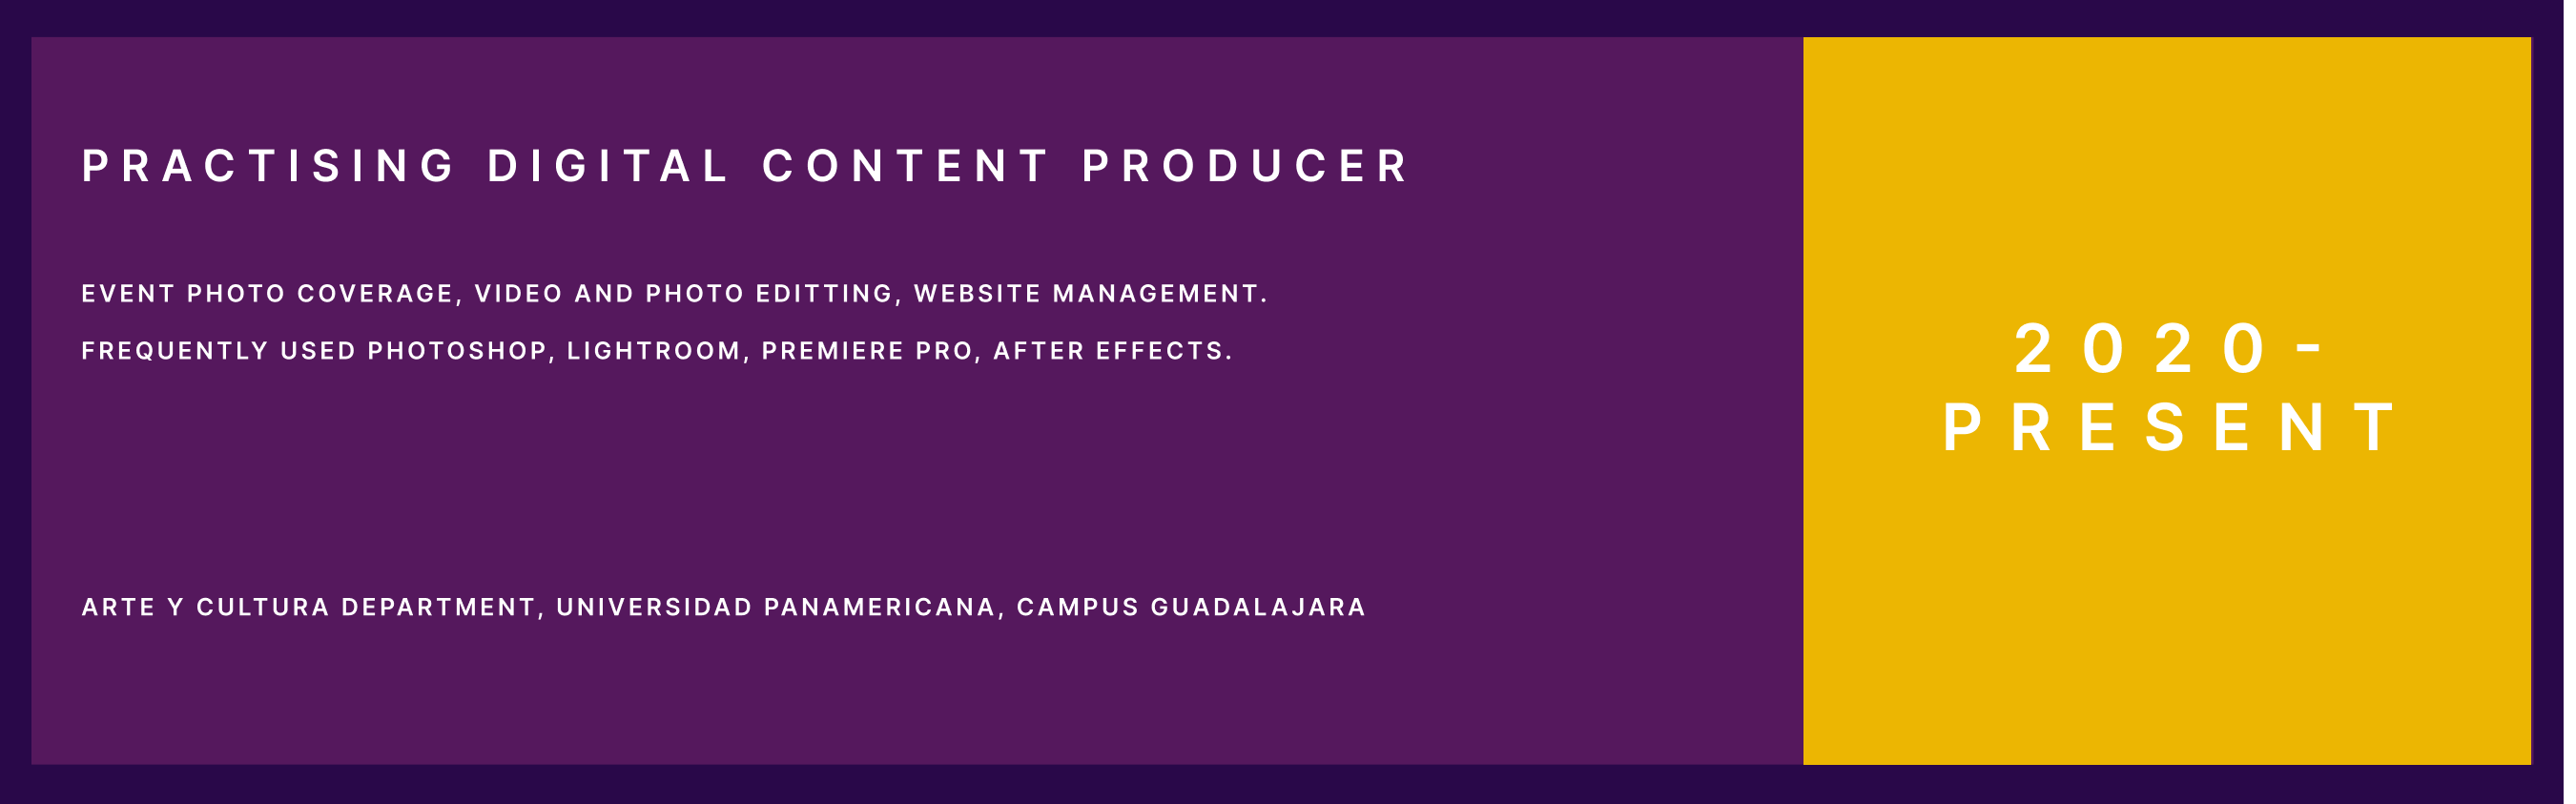 PRACTISING DIGITAL CONTENT PRODUCER
EVENT PHOTO COVERAGE, VIDEO AND PHOTO EDITTING, WEBSITE MANAGEMENT.
FREQUENTLY USED PHOTOSHOP, LIGHTROOM, PREMIERE PRO, AFTER EFFECTS.
ARTE Y CULTURA DEPARTMENT, UNIVERSIDAD PANAMERICANA, CAMPUS GUADALAJARA
2020-
PRESENT